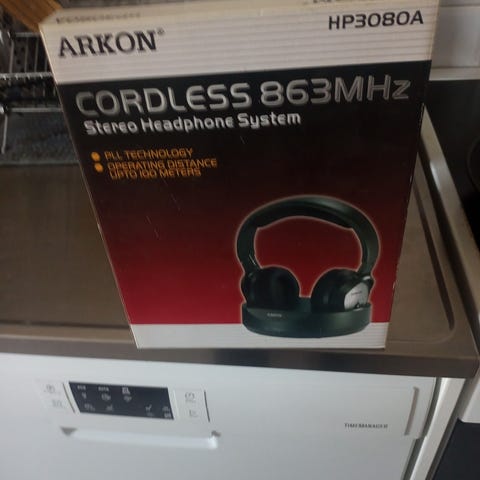 ARKON®
HP3080A
CORDLESS 863MHz
Stereo Headphone System
PLL TECHNOLOGY
OPERATING DISTANCE
UPTO 100 METERS
ARKON
TIMEMANAGER